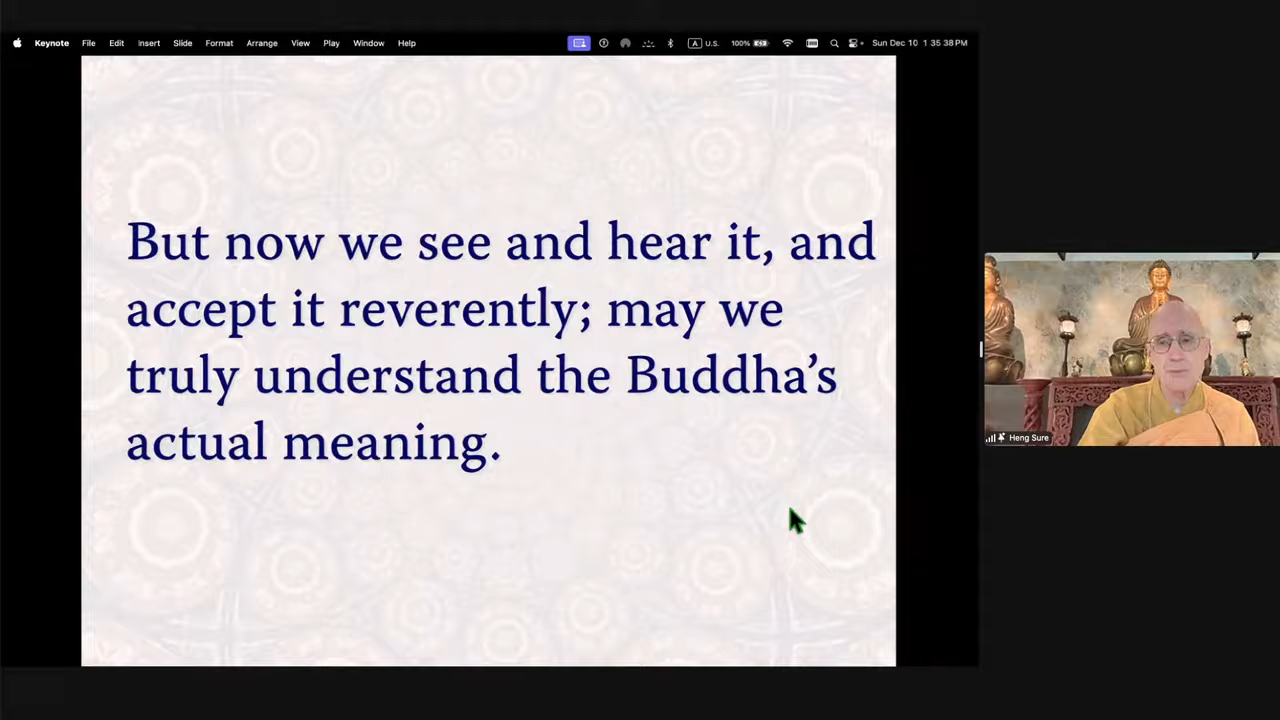 Keynote File Edit Insert Slide Format Arrange View Play Window Help A U.S. 100% Sun Dec 10 1 35 38 PM
But now we see and hear it, and
accept it reverently; may we
truly understand the Buddha’s
actual meaning.
Heng Sure